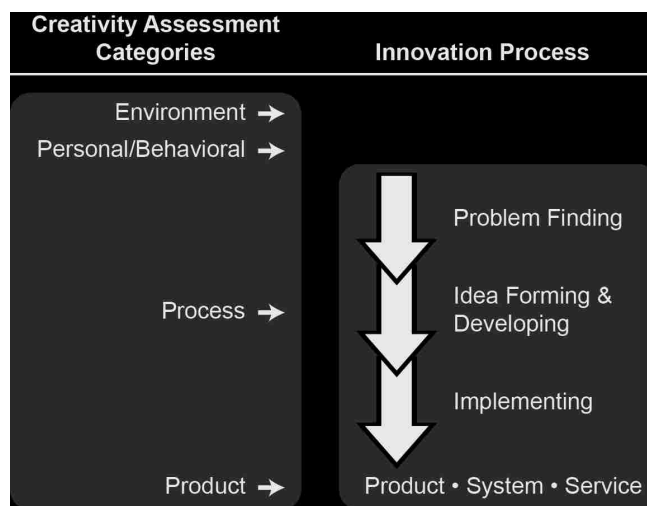 Creativity Assessment
Categories
Innovation Process
Environment
Personal/Behavioral
Problem Finding
Process
Idea Forming &
Developing
Implementing
Product
Product • System • Service